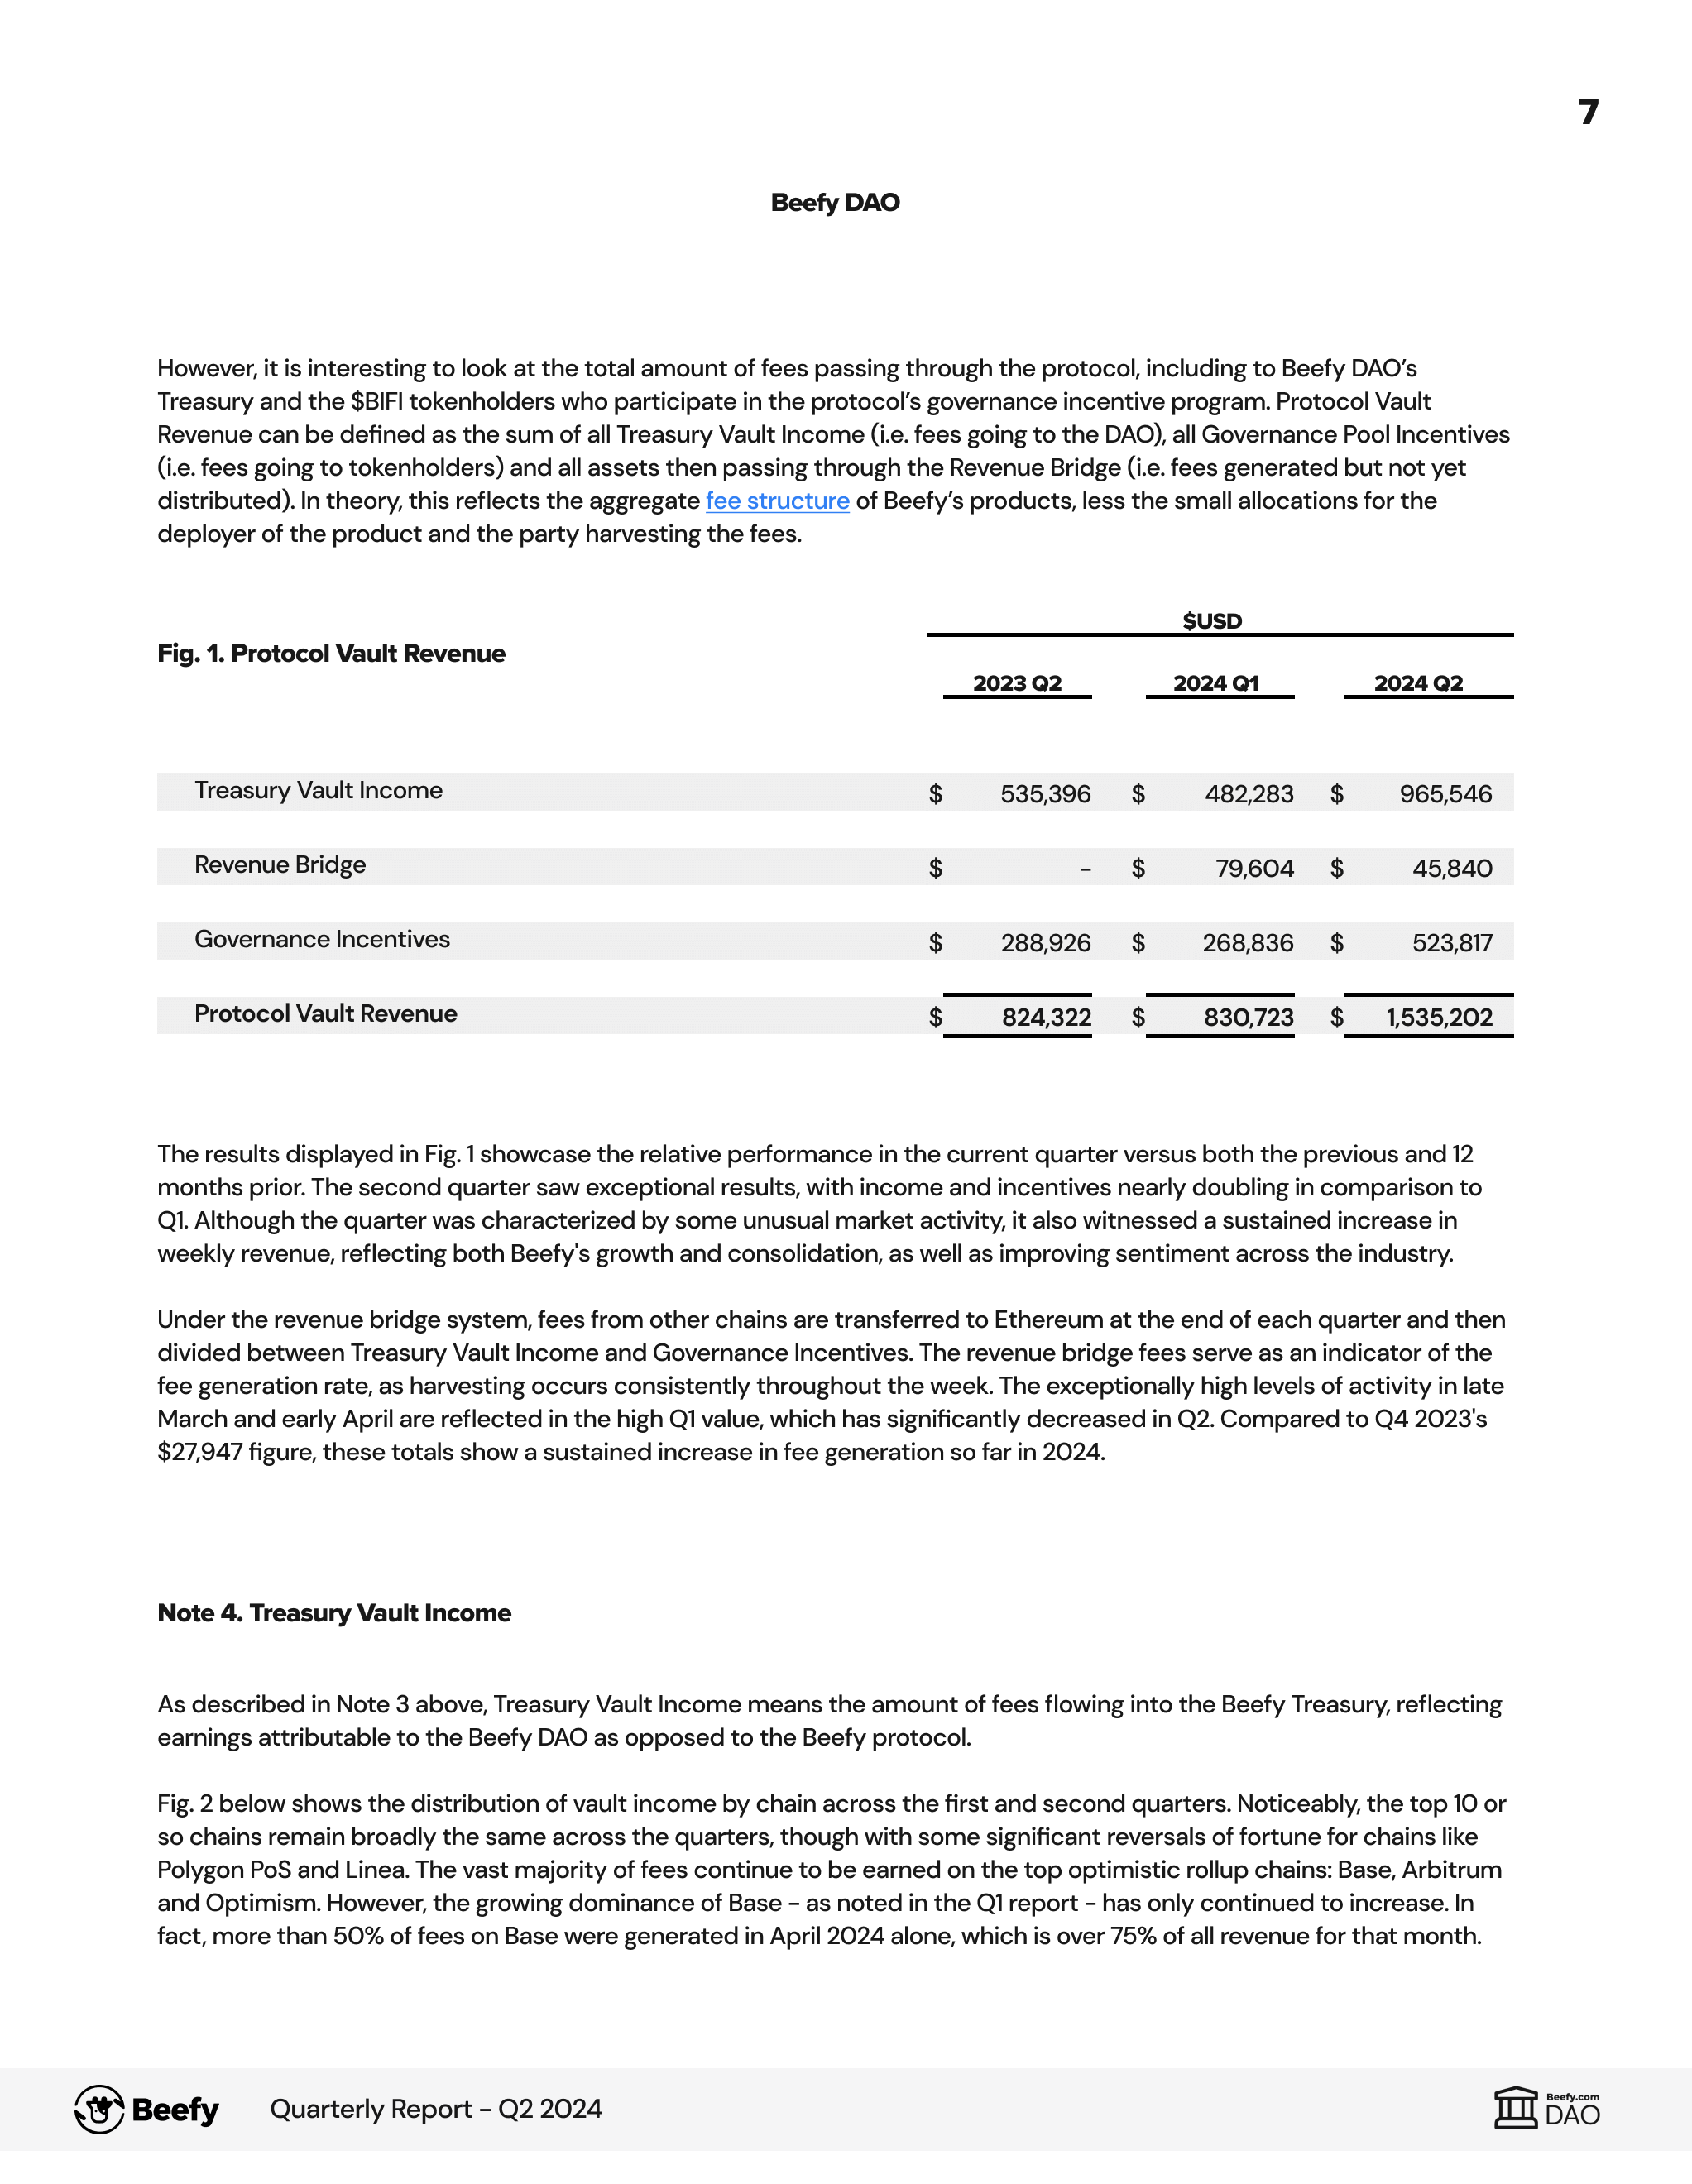 7
Beefy DAO
However, it is interesting to look at the total amount of fees passing through the protocol, including to Beefy DAO’s
Treasury and the $BIFI tokenholders who participate in the protocol’s governance incentive program. Protocol Vault
Revenue can be defined as the sum of all Treasury Vault Income (i.e. fees going to the DAO), all Governance Pool Incentives
(i.e. fees going to tokenholders) and all assets then passing through the Revenue Bridge (i.e. fees generated but not yet
distributed). In theory, this reflects the aggregate fee structure of Beefy’s products, less the small allocations for the
deployer of the product and the party harvesting the fees.
$USD
Fig. 1. Protocol Vault Revenue
2023 Q2 2024 Q1 2024 Q2
Treasury Vault Income $ 535,396 $ 482,283 $ 965,546
Revenue Bridge $ - $ 79,604 $ 45,840
Governance Incentives $ 288,926 $ 268,836 $ 523,817
Protocol Vault Revenue $ 824,322 $ 830,723 $ 1,535,202
The results displayed in Fig. 1 showcase the relative performance in the current quarter versus both the previous and 12
months prior. The second quarter saw exceptional results, with income and incentives nearly doubling in comparison to
Q1. Although the quarter was characterized by some unusual market activity, it also witnessed a sustained increase in
weekly revenue, reflecting both Beefy's growth and consolidation, as well as improving sentiment across the industry.
Under the revenue bridge system, fees from other chains are transferred to Ethereum at the end of each quarter and then
divided between Treasury Vault Income and Governance Incentives. The revenue bridge fees serve as an indicator of the
fee generation rate, as harvesting occurs consistently throughout the week. The exceptionally high levels of activity in late
March and early April are reflected in the high Q1 value, which has significantly decreased in Q2. Compared to Q4 2023's
$27,947 figure, these totals show a sustained increase in fee generation so far in 2024.
Note 4. Treasury Vault Income
As described in Note 3 above, Treasury Vault Income means the amount of fees flowing into the Beefy Treasury, reflecting
earnings attributable to the Beefy DAO as opposed to the Beefy protocol.
Fig. 2 below shows the distribution of vault income by chain across the first and second quarters. Noticeably, the top 10 or
so chains remain broadly the same across the quarters, though with some significant reversals of fortune for chains like
Polygon PoS and Linea. The vast majority of fees continue to be earned on the top optimistic rollup chains: Base, Arbitrum
and Optimism. However, the growing dominance of Base – as noted in the Q1 report – has only continued to increase. In
fact, more than 50% of fees on Base were generated in April 2024 alone, which is over 75% of all revenue for that month.
Beefy Quarterly Report – Q2 2024
Beefy.com
DAO